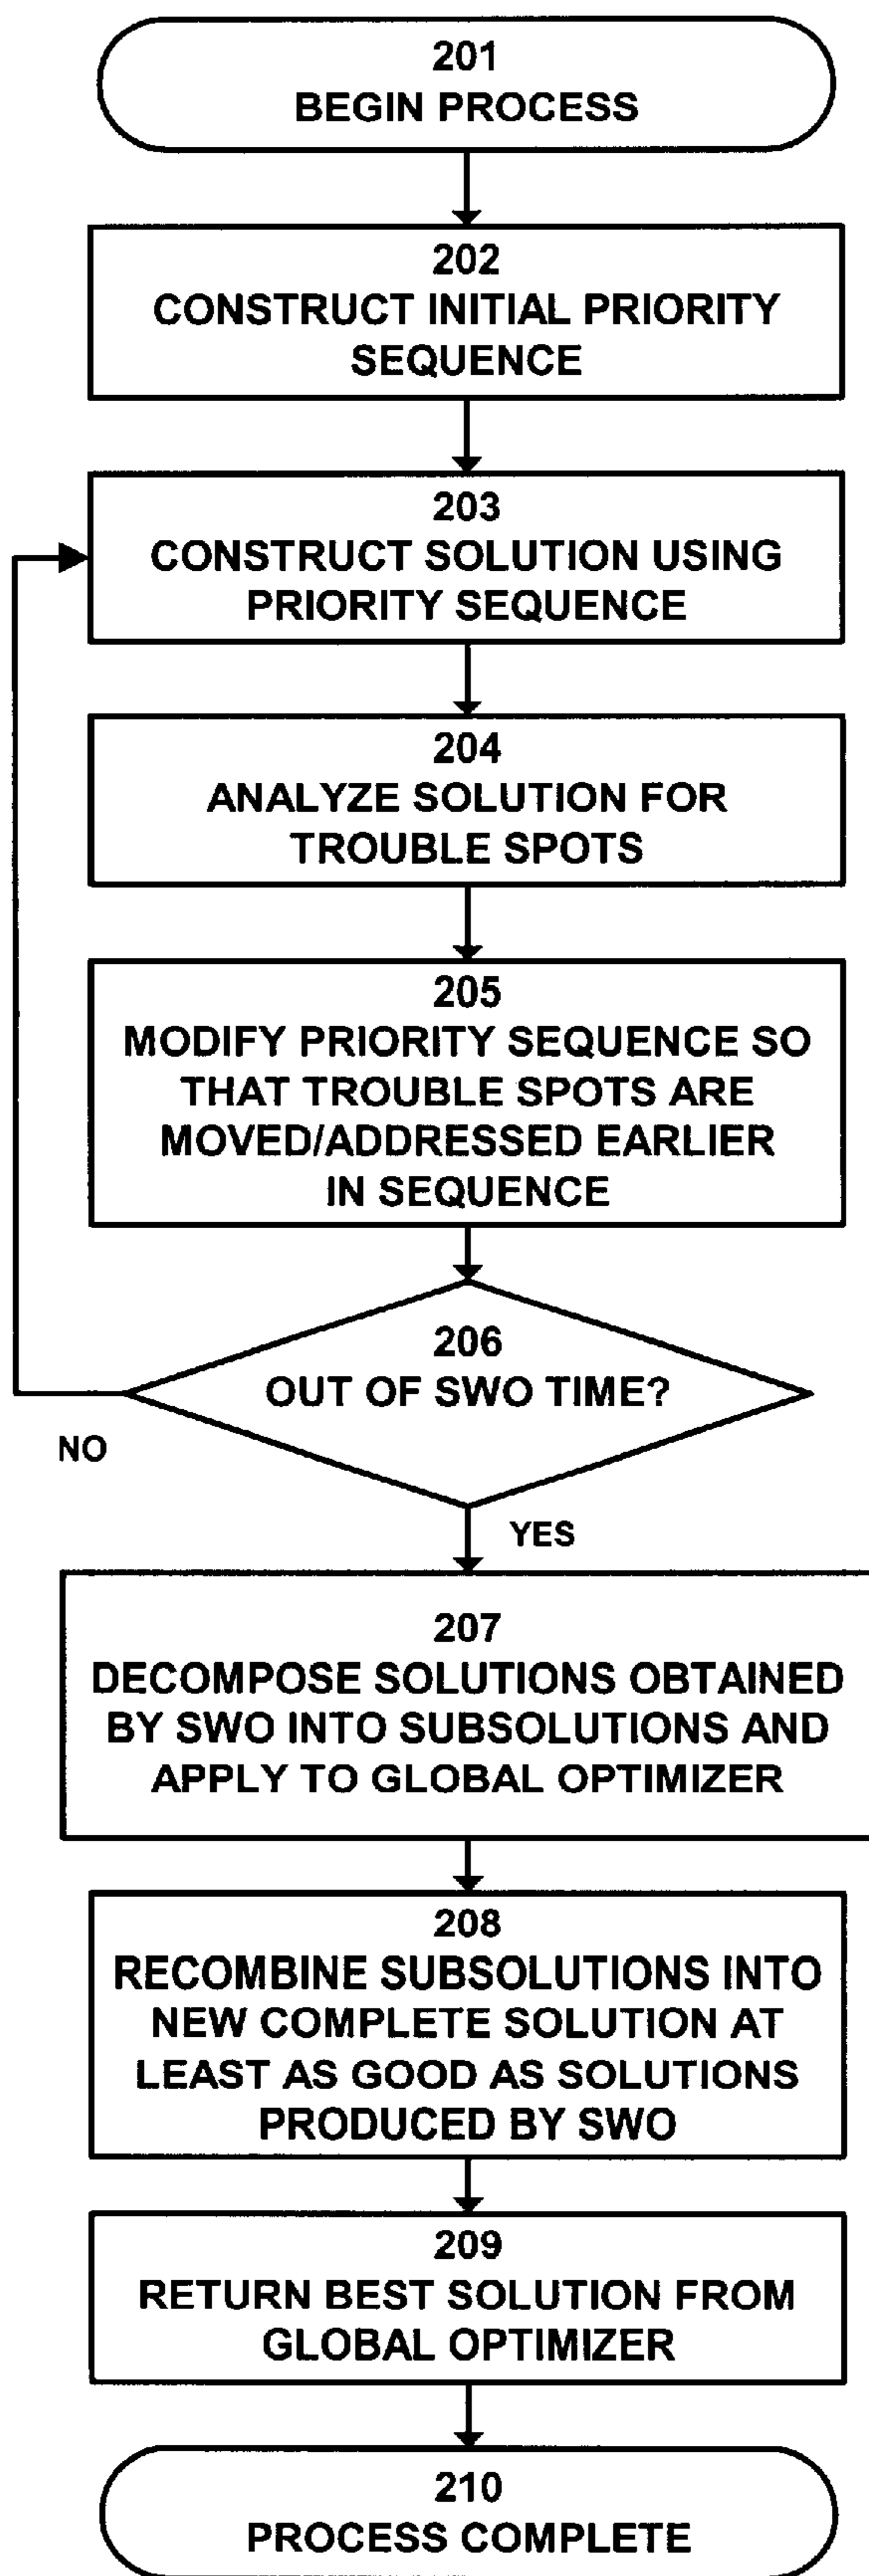 201
BEGIN PROCESS
202
CONSTRUCT INITIAL PRIORITY
SEQUENCE
203
CONSTRUCT SOLUTION USING
PRIORITY SEQUENCE
204
ANALYZE SOLUTION FOR
TROUBLE SPOTS
205
MODIFY PRIORITY SEQUENCE SO
THAT TROUBLE SPOTS ARE
MOVED/ADDRESSED EARLIER
IN SEQUENCE
206
OUT OF SWO TIME?
NO
YES
207
DECOMPOSE SOLUTIONS OBTAINED
BY SWO INTO SUBSOLUTIONS AND
APPLY TO GLOBAL OPTIMIZER
208
RECOMBINE SUBSOLUTIONS INTO
NEW COMPLETE SOLUTION AT
LEAST AS GOOD AS SOLUTIONS
PRODUCED BY SWO
209
RETURN BEST SOLUTION FROM
GLOBAL OPTIMIZER
210
PROCESS COMPLETE